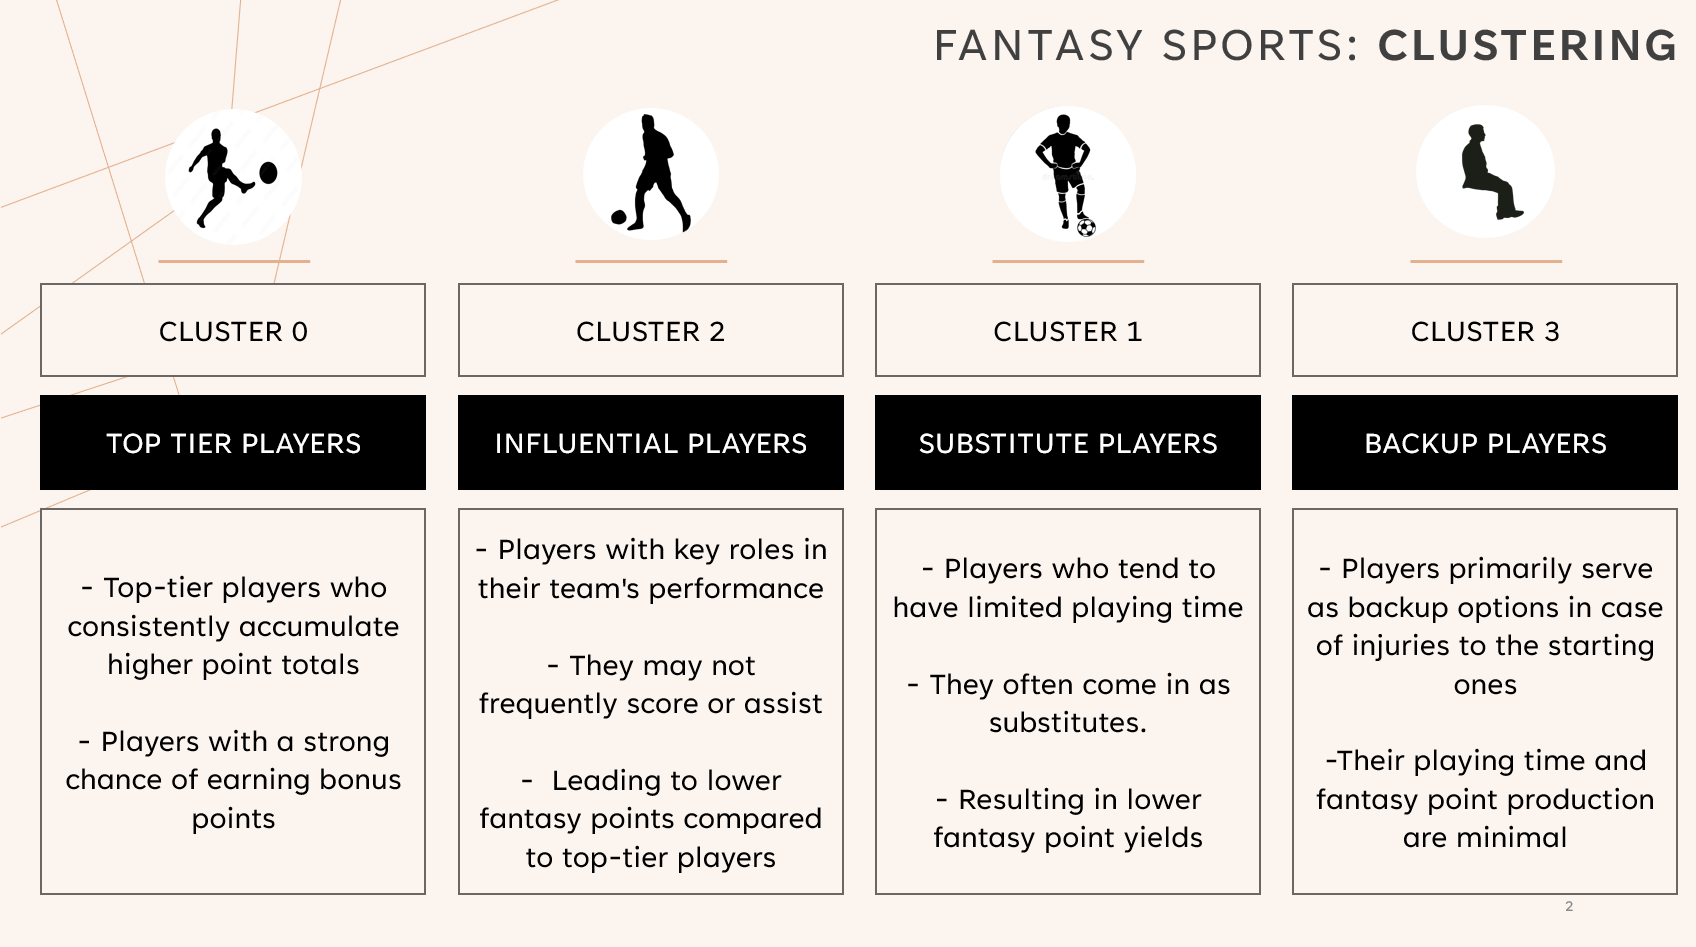 FANTASY SPORTS: CLUSTERING
CLUSTER 0
TOP TIER PLAYERS
- Top-tier players who
consistently accumulate
higher point totals
- Players with a strong
chance of earning bonus
points
CLUSTER 2
INFLUENTIAL PLAYERS
- Players with key roles in
their team's performance
- They may not
frequently score or assist
- Leading to lower
fantasy points compared
to top-tier players
CLUSTER 1
SUBSTITUTE PLAYERS
- Players who tend to
have limited playing time
- They often come in as
substitutes.
- Resulting in lower
fantasy point yields
CLUSTER 3
BACKUP PLAYERS
- Players primarily serve
as backup options in case
of injuries to the starting
ones
-Their playing time and
fantasy point production
are minimal
2